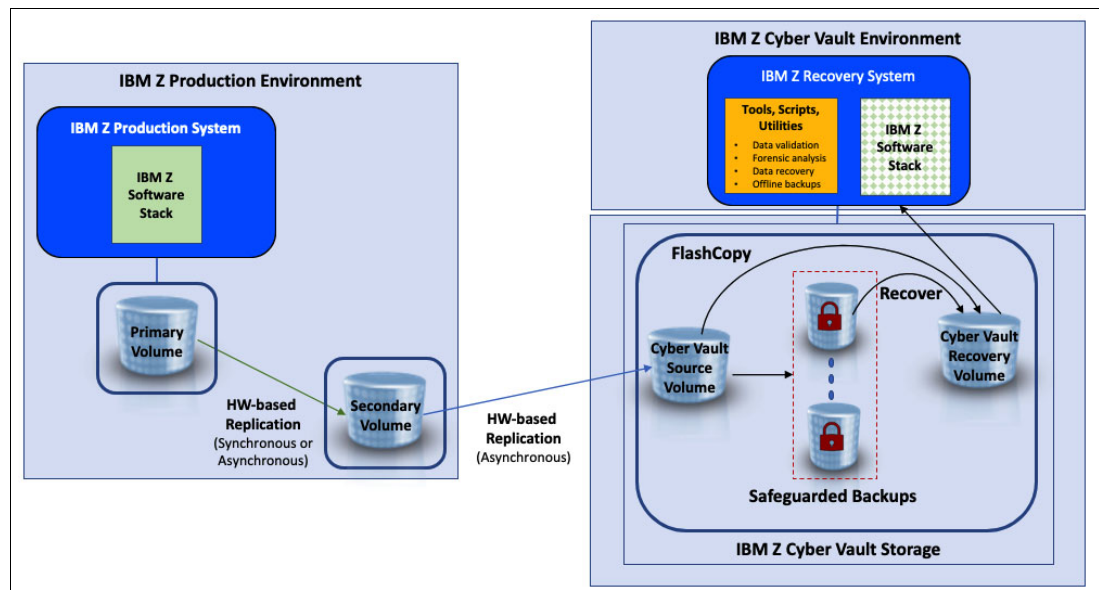 IBM Z Production Environment
IBM Z Production System
IBM Z
Software
Stack
Primary
Volume
HW-based
Replication
(Synchronous or
Asynchronous)
Secondary
Volume
HW-based
Replication
(Asynchronous)
IBM Z Cyber Vault Environment
IBM Z Recovery System
Tools, Scripts,
Utilities
• Data validation
• Forensic analysis
• Data recovery
• Offline backups
IBM Z
Software
Stack
FlashCopy
Recover
Cyber Vault
Source
Volume
Cyber Vault
Recovery
Volume
Safeguarded Backups
IBM Z Cyber Vault Storage